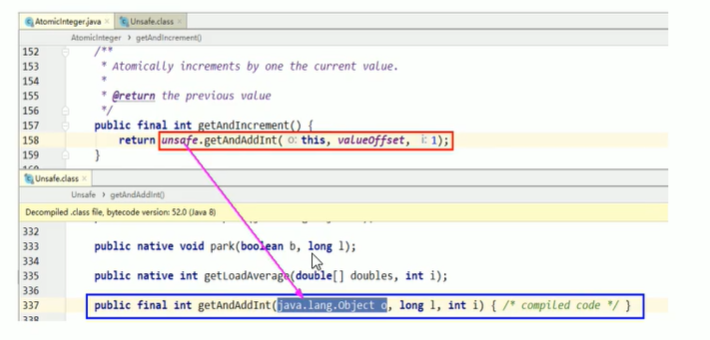 AtomicInteger.java × Unsafe.class ×
AtomicInteger › getAndIncrement()
152 /**
153 * Atomically increments by one the current value.
154 *
155 * @return the previous value
156 */
157 public final int getAndIncrement() {
158 return unsafe.getAndAddInt( o: this, valueOffset, i: 1);
159 }
Unsafe.class ×
Unsafe › getAndAddInt()
Decompiled .class file, bytecode version: 52.0 (Java 8)
332
333 public native void park(boolean b, long l);
334
335 public native int getLoadAverage(double[] doubles, int i);
336
337 public final int getAndAddInt(java.lang.Object o, long l, int i) { /* compiled code */ }
338